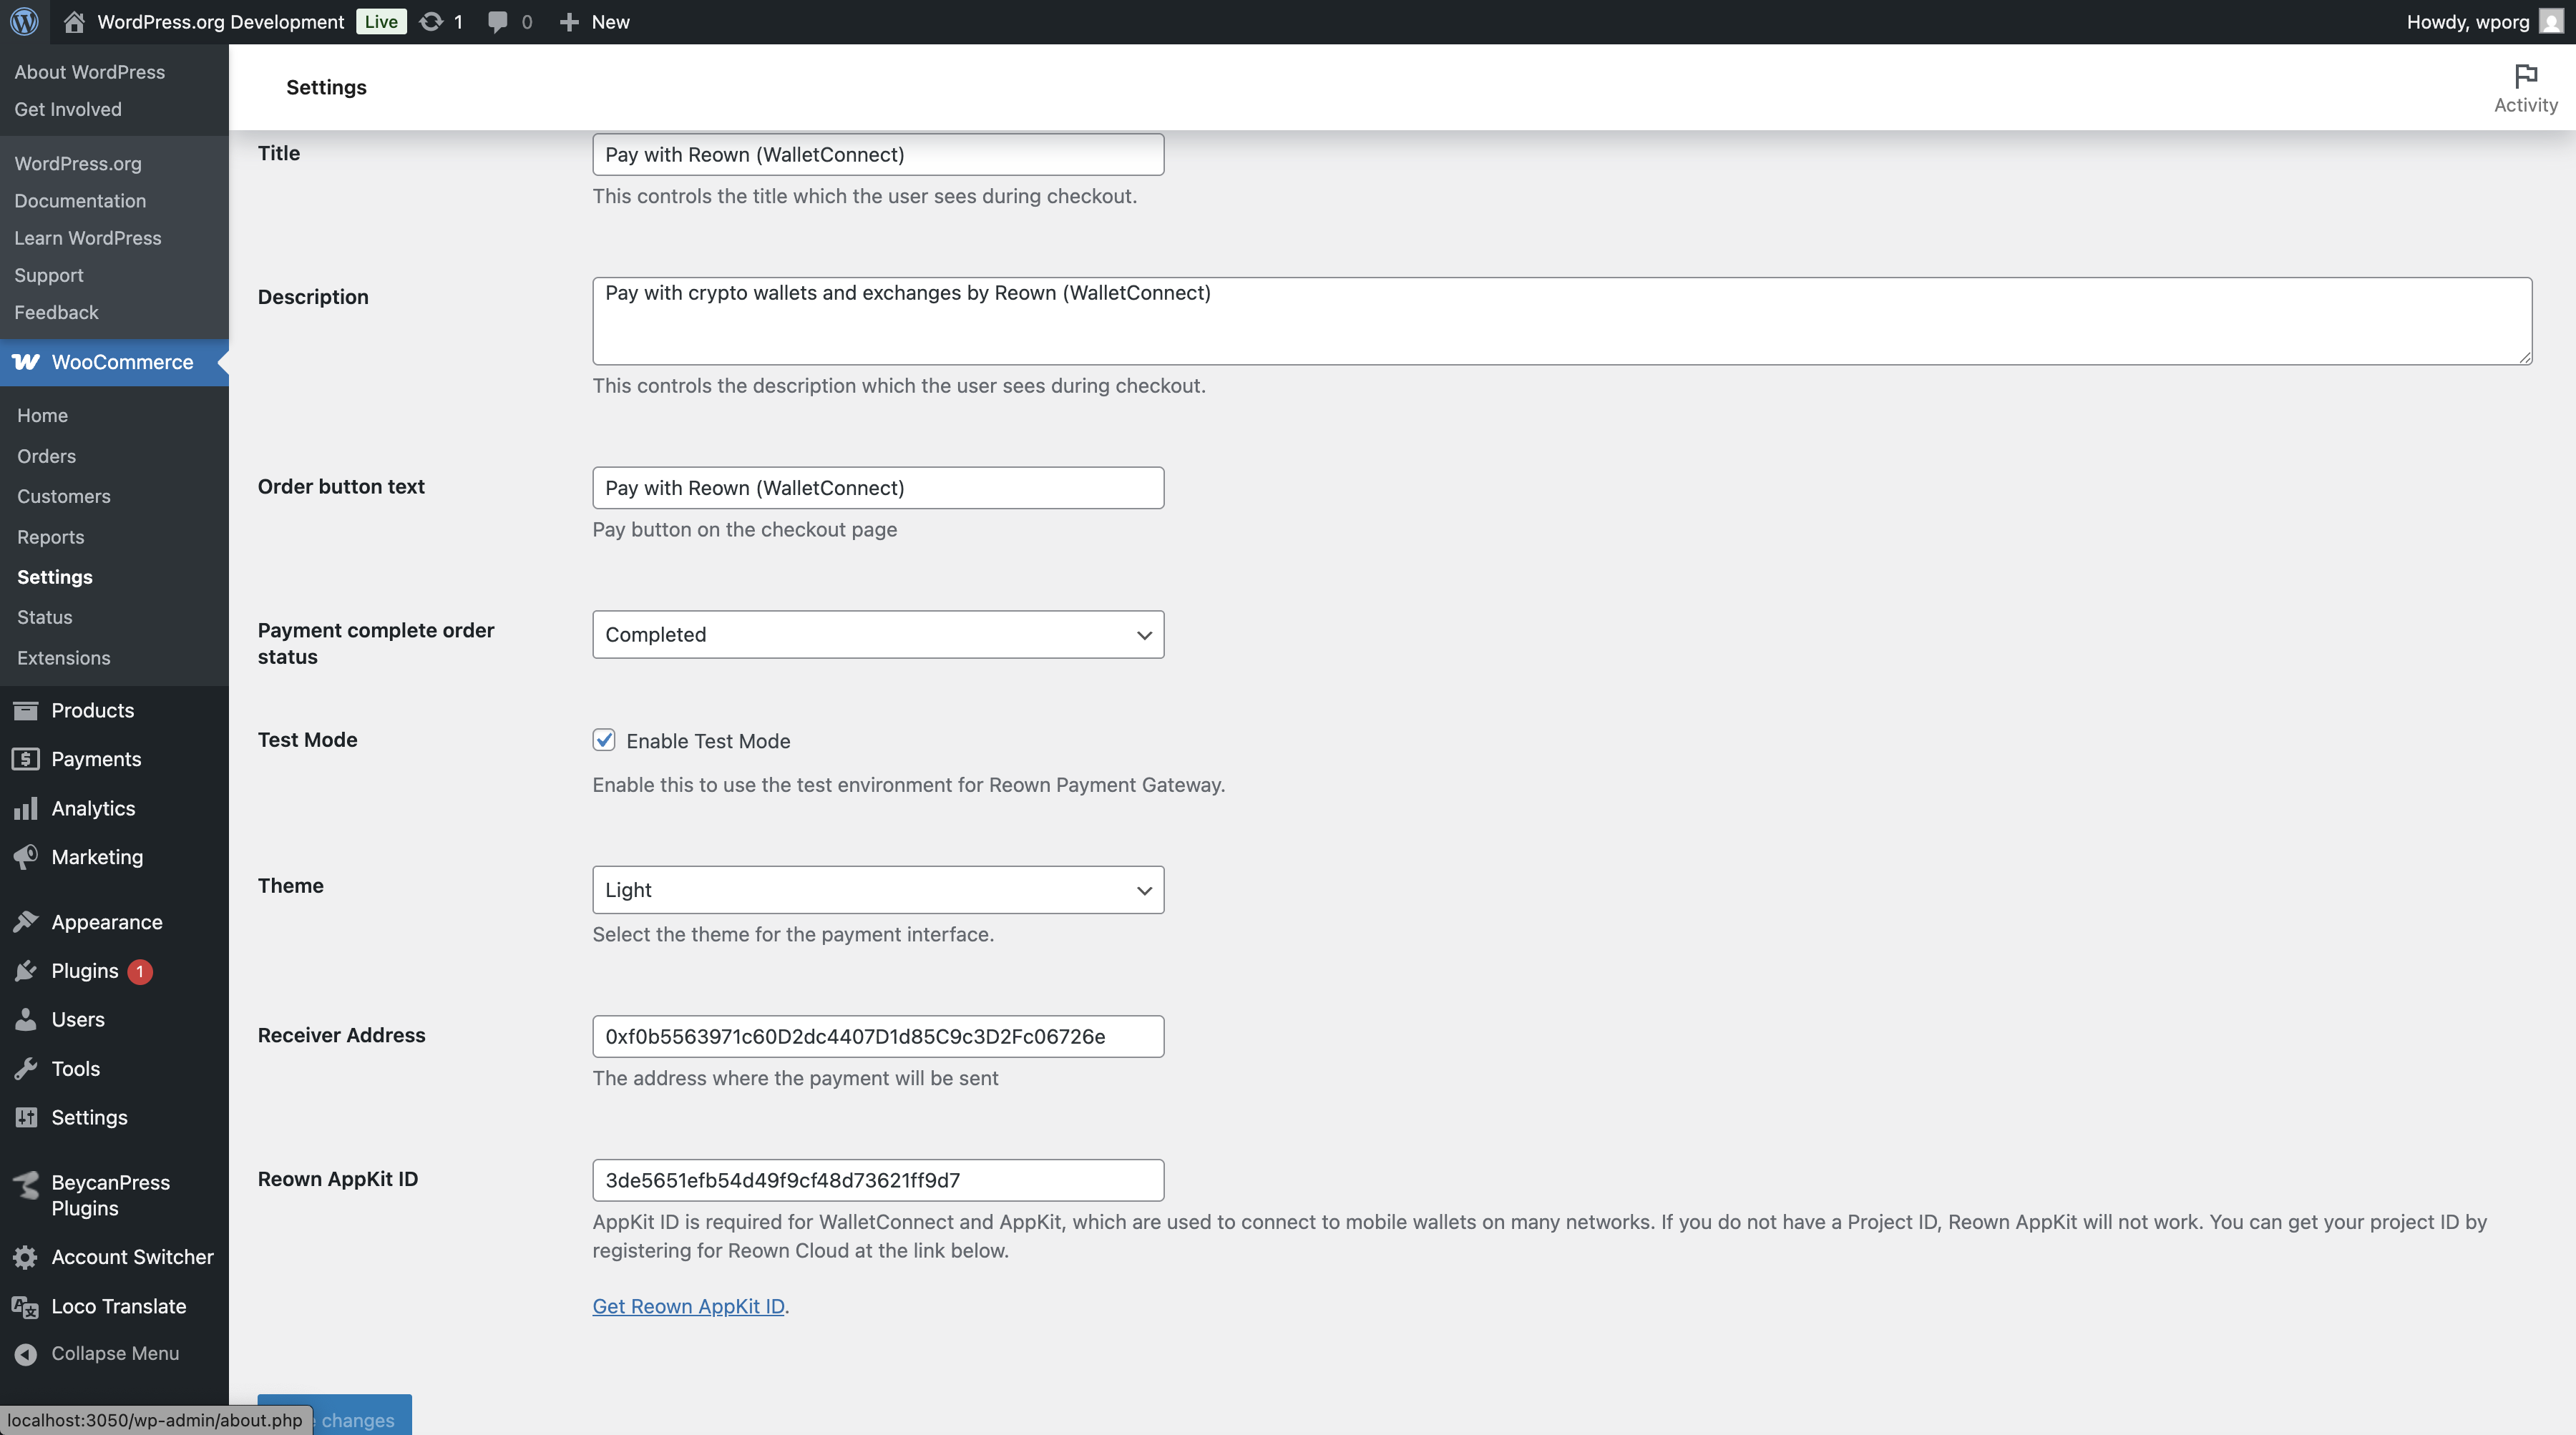 WordPress.org Development Live 1 0 New Howdy, wporg
About WordPress
Get Involved
WordPress.org
Documentation
Learn WordPress
Support
Feedback
WooCommerce
Home
Orders
Customers
Reports
Settings
Status
Extensions
Products
Payments
Analytics
Marketing
Appearance
Plugins 1
Users
Tools
Settings
BeycanPress
Plugins
Account Switcher
Loco Translate
Collapse Menu
Settings
Activity
Title
Pay with Reown (WalletConnect)
This controls the title which the user sees during checkout.
Description
Pay with crypto wallets and exchanges by Reown (WalletConnect)
This controls the description which the user sees during checkout.
Order button text
Pay with Reown (WalletConnect)
Pay button on the checkout page
Payment complete order
status
Completed
Test Mode
Enable Test Mode
Enable this to use the test environment for Reown Payment Gateway.
Theme
Light
Select the theme for the payment interface.
Receiver Address
0xf0b5563971c60D2dc4407D1d85C9c3D2Fc06726e
The address where the payment will be sent
Reown AppKit ID
3de5651efb54d49f9cf48d73621ff9d7
AppKit ID is required for WalletConnect and AppKit, which are used to connect to mobile wallets on many networks. If you do not have a Project ID, Reown AppKit will not work. You can get your project ID by
registering for Reown Cloud at the link below.
Get Reown AppKit ID.
changes
localhost:3050/wp-admin/about.php